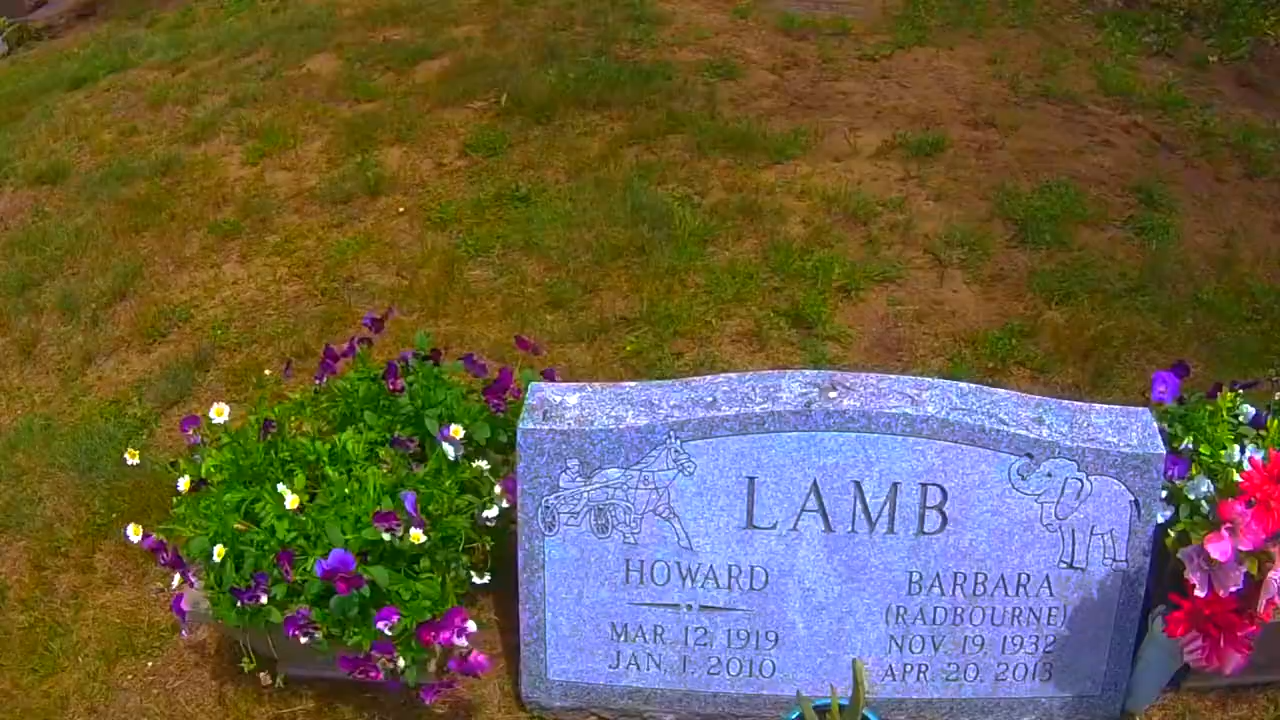 LAMB
HOWARD
MAR. 12, 1919
JAN. 1, 2010
BARBARA
(RADBOURNE)
NOV. 19, 1932
APR. 20, 2013